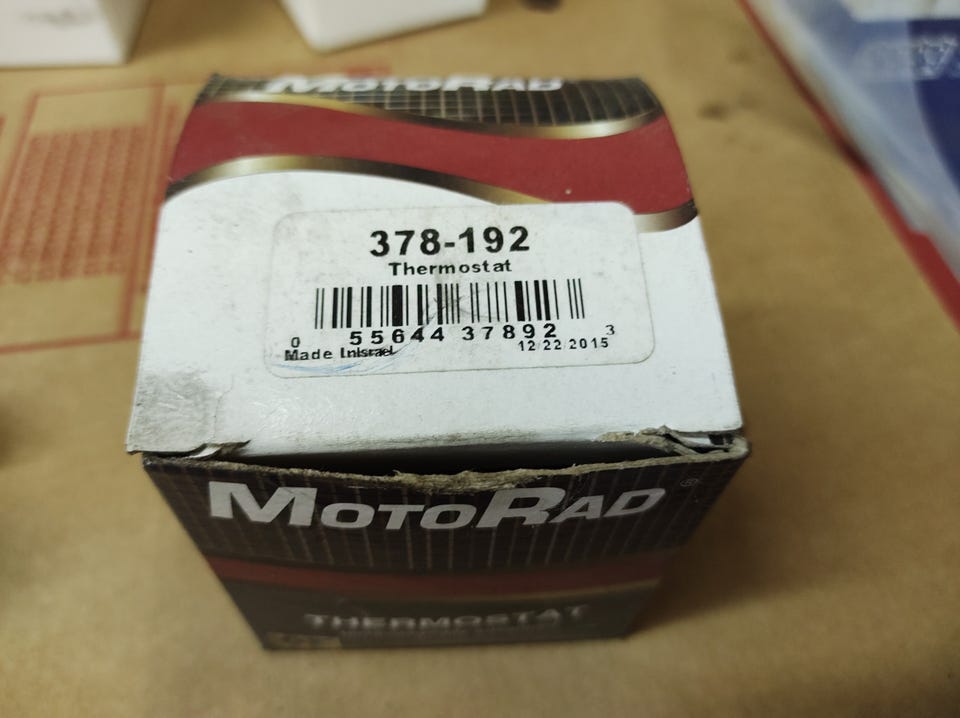 MOTORAD
378-192
Thermostat
0 55644 37892 3
Made In Israel 12 22 2015
MOTORAD ®
THERMOSTAT